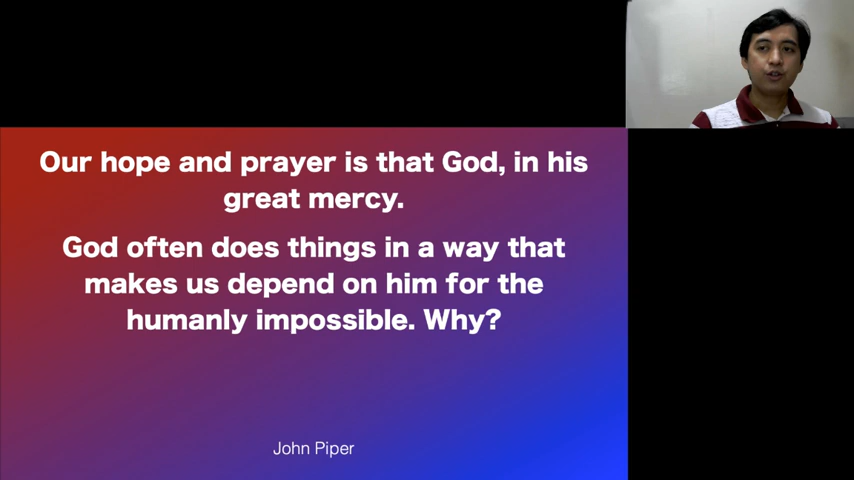 Our hope and prayer is that God, in his
great mercy.
God often does things in a way that
makes us depend on him for the
humanly impossible. Why?
John Piper